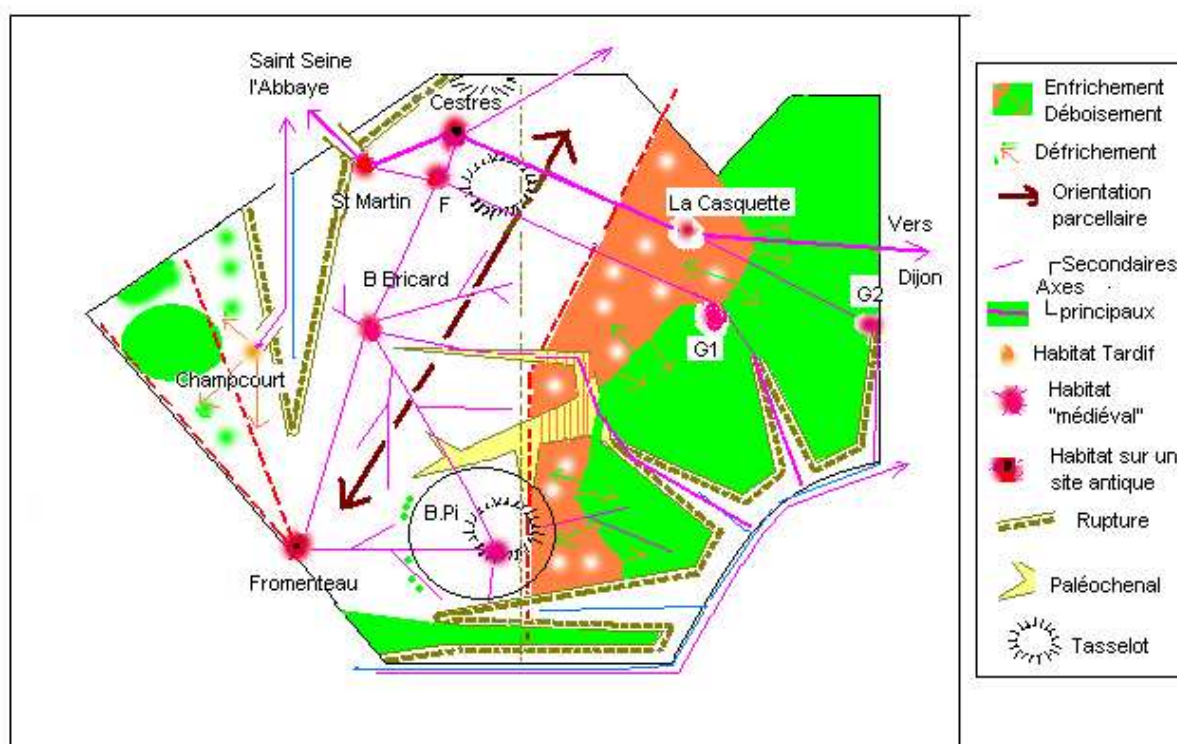 Saint Seine
l'Abbaye
Cestres
St Martin
F
La Casquette
Vers
Dijon
B Bricard
G2
G1
Champcourt
B.Pi
Fromenteau
Enfrichement
Déboisement
Défrichement
Orientation
parcellaire
Secondaires
Axes
principaux
Habitat Tardif
Habitat
"médiéval"
Habitat sur un
site antique
Rupture
Paléochenal
Tasselot